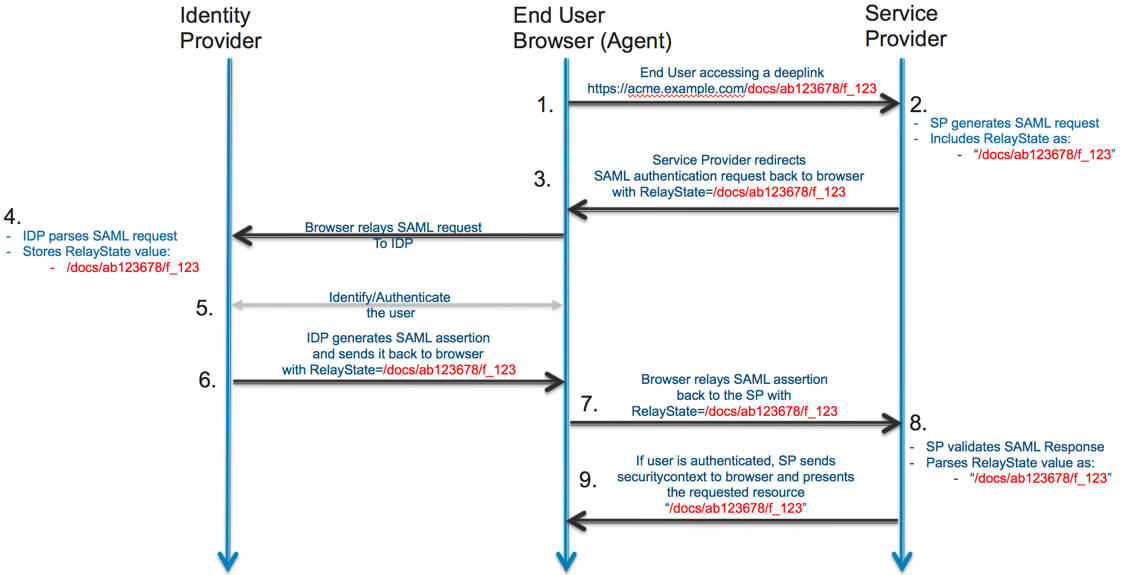 Identity
Provider
End User
Browser (Agent)
Service
Provider
End User accessing a deeplink
https://acme.example.com/docs/ab123678/f_123
1.
2.
- SP generates SAML request
- Includes RelayState as:
- “/docs/ab123678/f_123”
Service Provider redirects
SAML authentication request back to browser
with RelayState=/docs/ab123678/f_123
3.
4.
- IDP parses SAML request
- Stores RelayState value:
- /docs/ab123678/f_123
Browser relays SAML request
To IDP
5.
Identify/Authenticate
the user
IDP generates SAML assertion
and sends it back to browser
with RelayState=/docs/ab123678/f_123
6.
Browser relays SAML assertion
back to the SP with
RelayState=/docs/ab123678/f_123
7.
8.
- SP validates SAML Response
- Parses RelayState value as:
- “/docs/ab123678/f_123”
If user is authenticated, SP sends
securitycontext to browser and presents
the requested resource
“/docs/ab123678/f_123”
9.